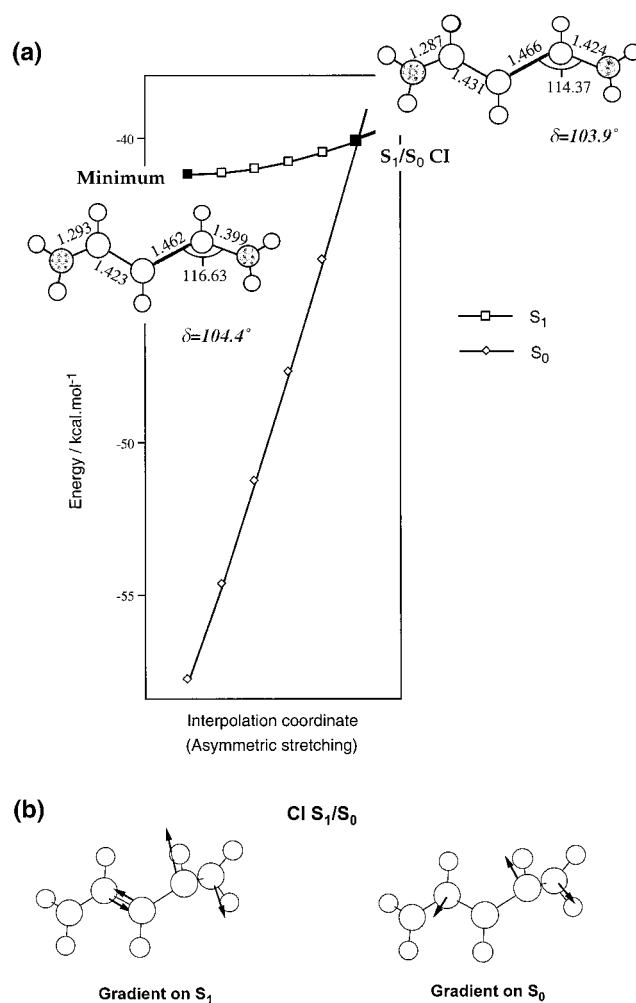 (a)
1.287
1.431
1.466
1.424
114.37
δ=103.9°
-40
Minimum
S1/S0 CI
1.293
1.423
1.462
1.399
116.63
δ=104.4°
S1
S0
Energy / kcal.mol-1
-50
-55
Interpolation coordinate
(Asymmetric stretching)
(b)
CI S1/S0
Gradient on S1
Gradient on S0